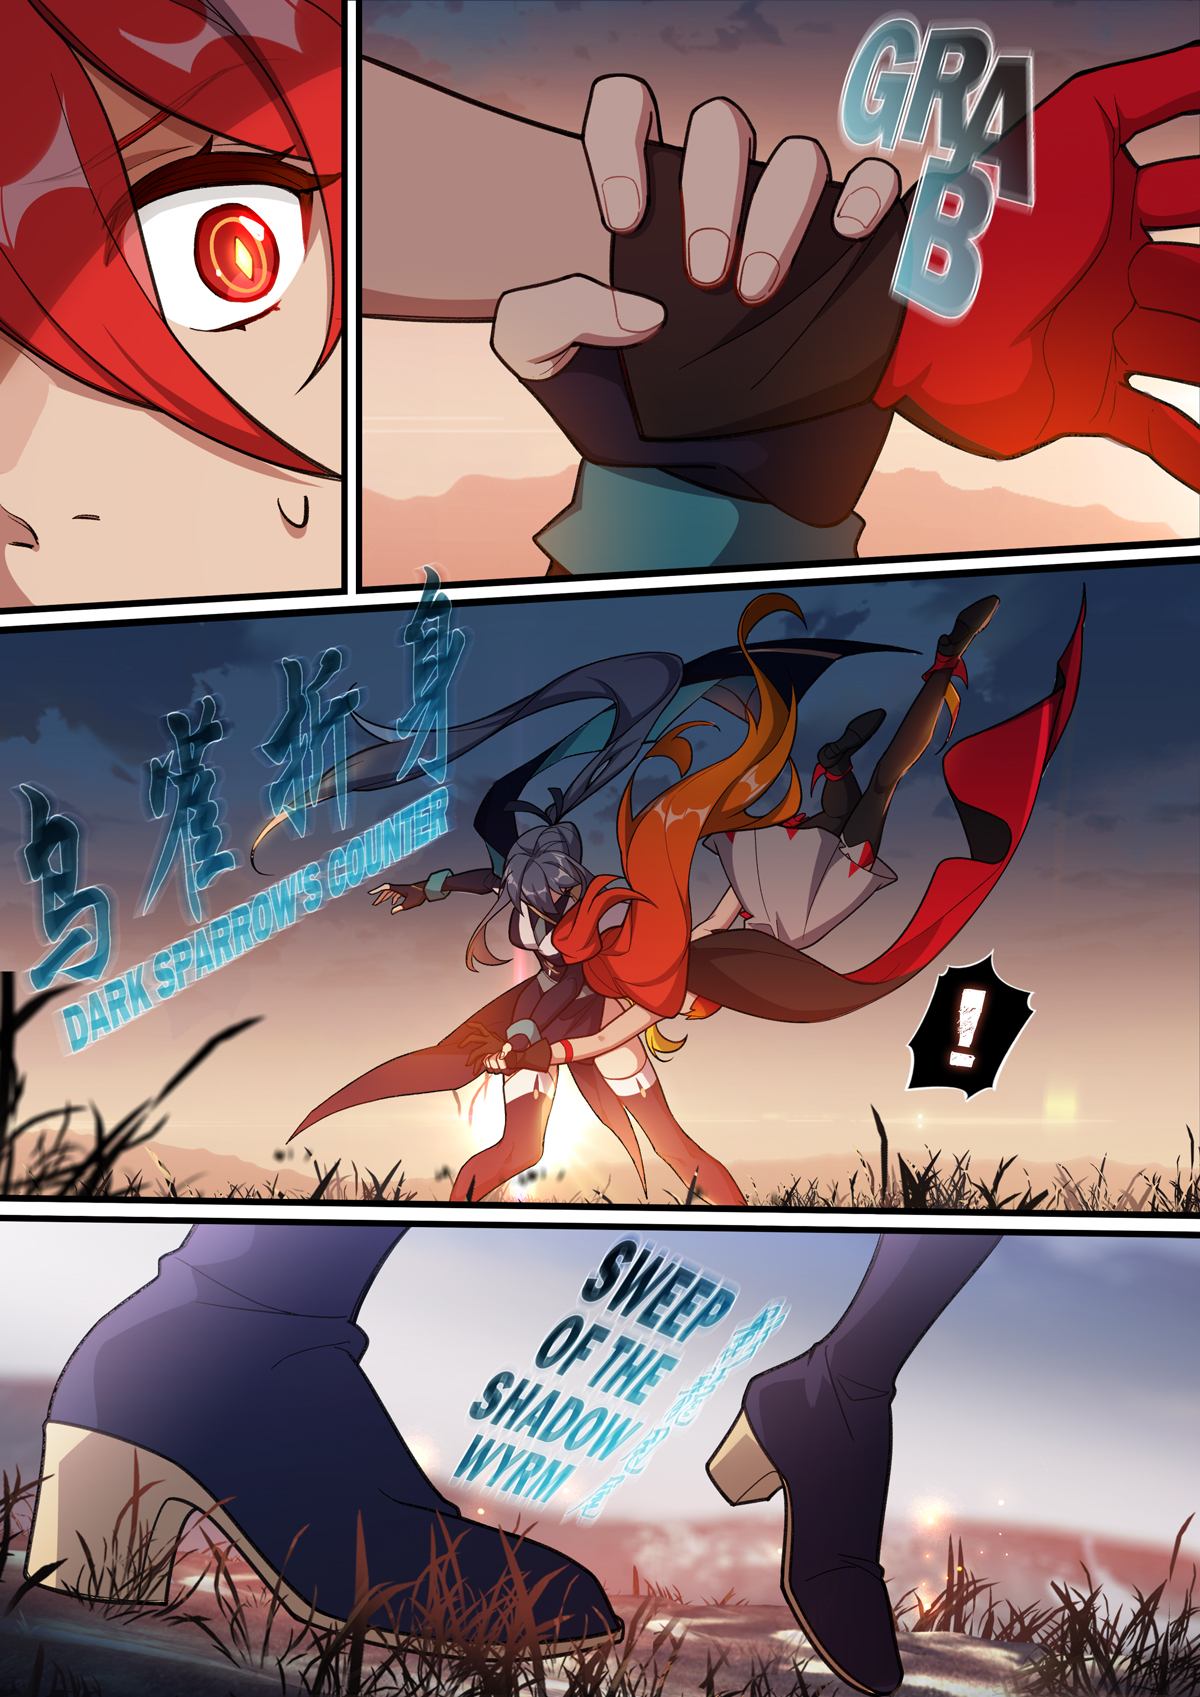 GRAB
乌雀折身
DARK SPARROW'S COUNTER
!
SWEEP
OF THE
SHADOW
WYRM